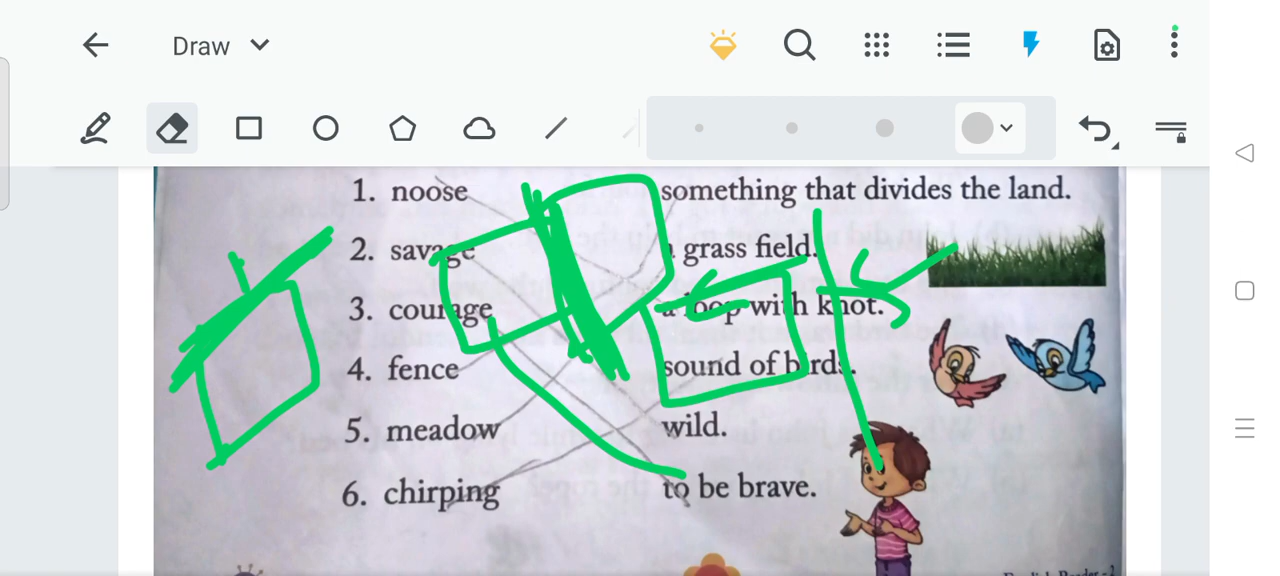 Draw
1. noose something that divides the land.
2. savage a grass field.
3. courage a loop with knot.
4. fence sound of birds.
5. meadow wild.
6. chirping to be brave.